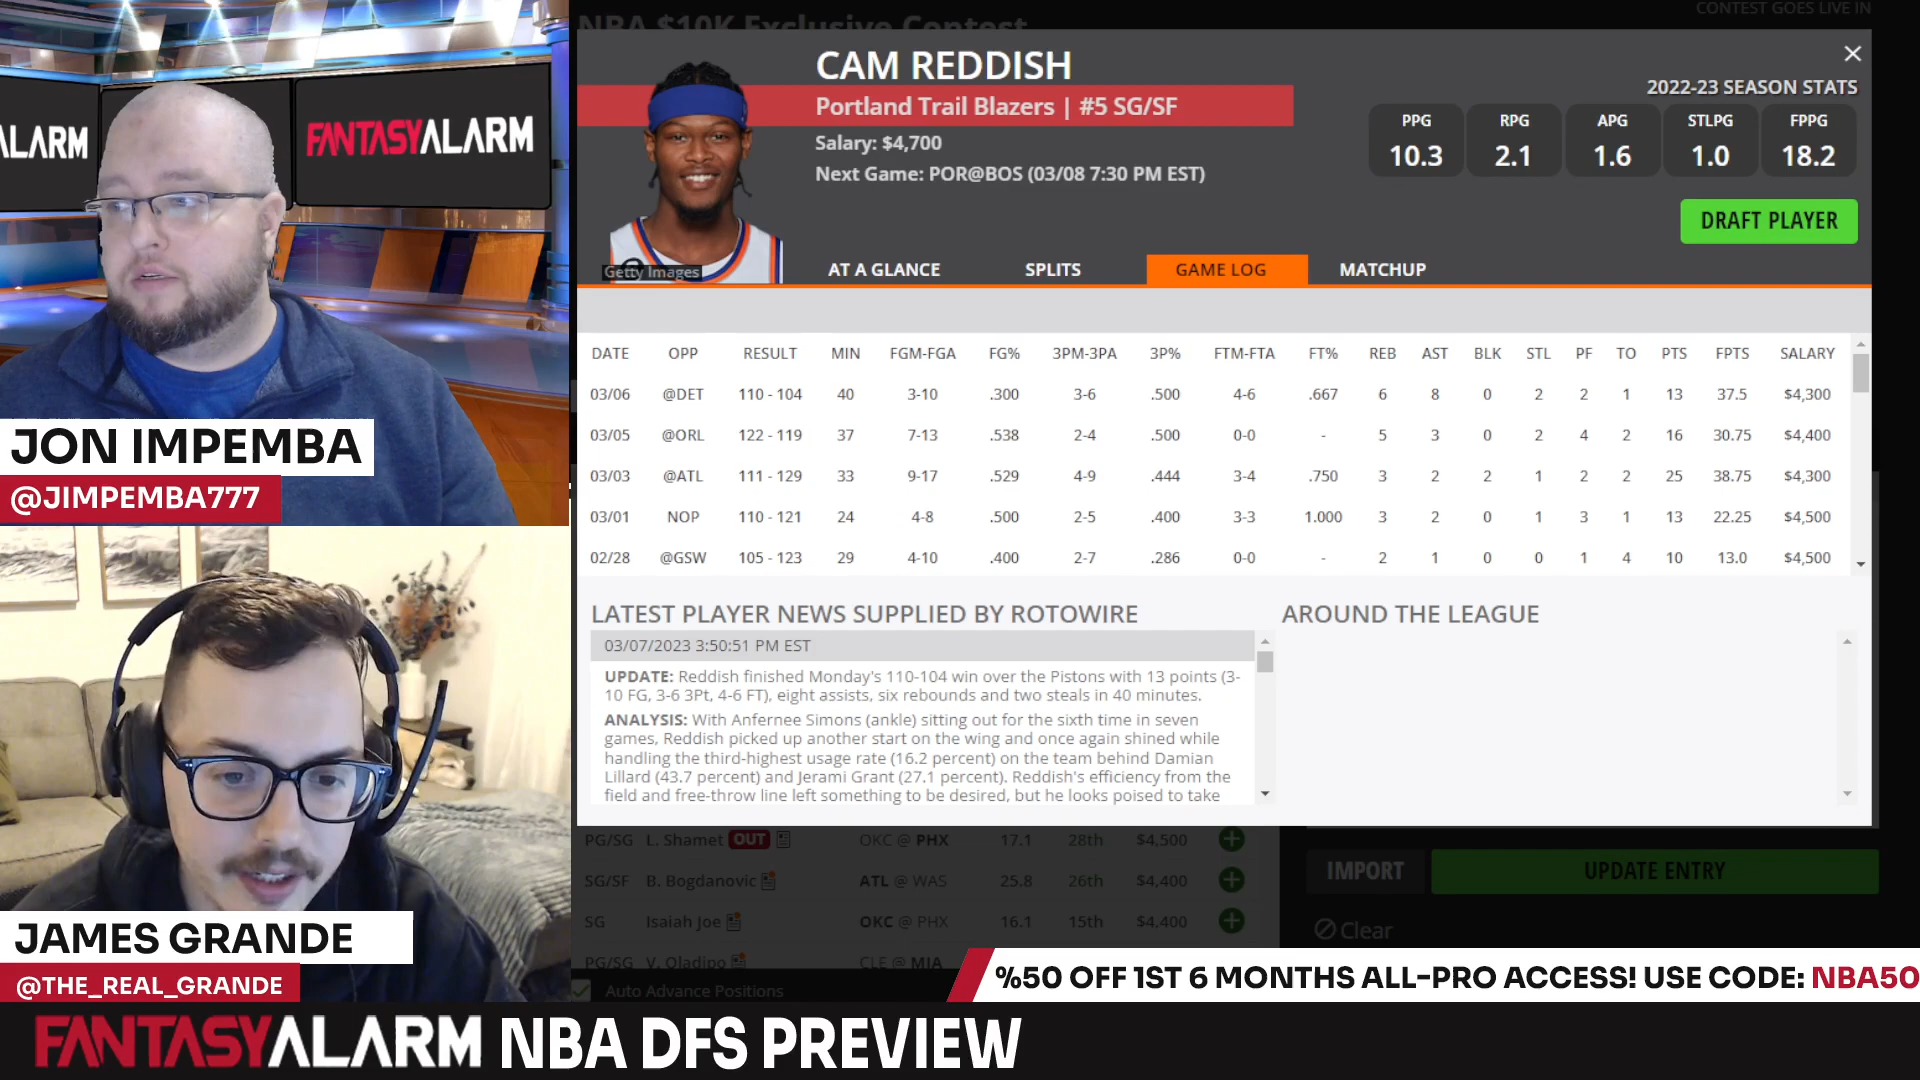 NBA $10K Exclusive Contest
CONTEST GOES LIVE IN
CAM REDDISH
Portland Trail Blazers | #5 SG/SF
Salary: $4,700
Next Game: POR@BOS (03/08 7:30 PM EST)
2022-23 SEASON STATS
PPG RPG APG STLPG FPPG
10.3 2.1 1.6 1.0 18.2
DRAFT PLAYER
Getty Images
AT A GLANCE SPLITS GAME LOG MATCHUP
DATE OPP RESULT MIN FGM-FGA FG% 3PM-3PA 3P% FTM-FTA FT% REB AST BLK STL PF TO PTS FPTS SALARY
03/06 @DET 110 - 104 40 3-10 .300 3-6 .500 4-6 .667 6 8 0 2 2 1 13 37.5 $4,300
03/05 @ORL 122 - 119 37 7-13 .538 2-4 .500 0-0 - 5 3 0 2 4 2 16 30.75 $4,400
03/03 @ATL 111 - 129 33 9-17 .529 4-9 .444 3-4 .750 3 2 2 1 2 2 25 38.75 $4,300
03/01 NOP 110 - 121 24 4-8 .500 2-5 .400 3-3 1.000 3 2 0 1 3 1 13 22.25 $4,500
02/28 @GSW 105 - 123 29 4-10 .400 2-7 .286 0-0 - 2 1 0 0 1 4 10 13.0 $4,500
LATEST PLAYER NEWS SUPPLIED BY ROTOWIRE
AROUND THE LEAGUE
03/07/2023 3:50:51 PM EST
UPDATE: Reddish finished Monday's 110-104 win over the Pistons with 13 points (3-
10 FG, 3-6 3Pt, 4-6 FT), eight assists, six rebounds and two steals in 40 minutes.
ANALYSIS: With Anfernee Simons (ankle) sitting out for the sixth time in seven
games, Reddish picked up another start on the wing and once again shined while
handling the third-highest usage rate (16.2 percent) on the team behind Damian
Lillard (43.7 percent) and Jerami Grant (27.1 percent). Reddish's efficiency from the
field and free-throw line left something to be desired, but he looks poised to take
PG/SG L. Shamet OUT OKC @ PHX 17.1 28th $4,500
SG/SF B. Bogdanovic ATL @ WAS 25.8 26th $4,400
SG Isaiah Joe OKC @ PHX 16.1 15th $4,400
PG/SG V. Oladipo CLE @ MIA
Auto Advance Positions
IMPORT UPDATE ENTRY
Clear
ALARM
FANTASYALARM
JON IMPEMBA
@JIMPEMBA777
JAMES GRANDE
@THE_REAL_GRANDE
%50 OFF 1ST 6 MONTHS ALL-PRO ACCESS! USE CODE: NBA50
FANTASYALARM NBA DFS PREVIEW